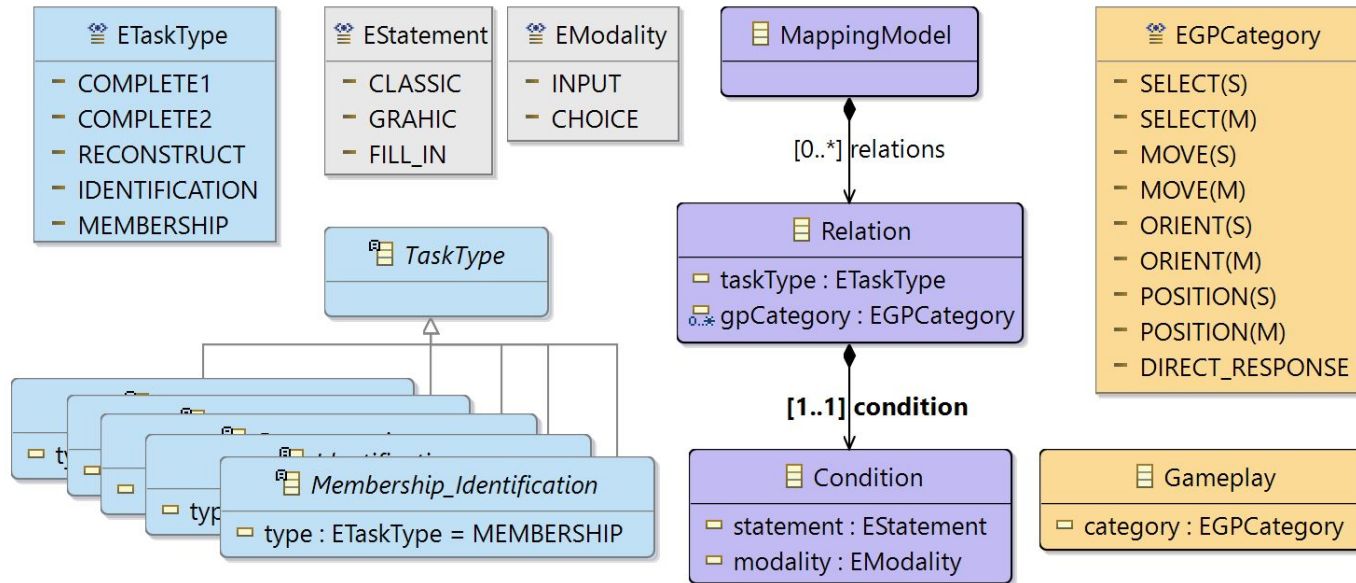 ETaskType
COMPLETE1
COMPLETE2
RECONSTRUCT
IDENTIFICATION
MEMBERSHIP
EStatement
CLASSIC
GRAHIC
FILL_IN
EModality
INPUT
CHOICE
MappingModel
[0..*] relations
Relation
taskType : ETaskType
0..* gpCategory : EGPCategory
[1..1] condition
Condition
statement : EStatement
modality : EModality
EGPCategory
SELECT(S)
SELECT(M)
MOVE(S)
MOVE(M)
ORIENT(S)
ORIENT(M)
POSITION(S)
POSITION(M)
DIRECT_RESPONSE
Gameplay
category : EGPCategory
TaskType
Membership_Identification
type : ETaskType = MEMBERSHIP